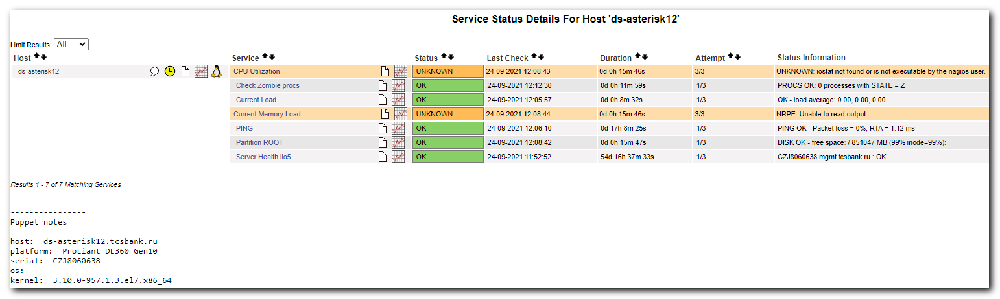 Service Status Details For Host 'ds-asterisk12'
Limit Results: All
Host Service Status Last Check Duration Attempt Status Information
ds-asterisk12 CPU Utilization UNKNOWN 24-09-2021 12:08:43 0d 0h 15m 46s 3/3 UNKNOWN: iostat not found or is not executable by the nagios user.
Check Zombie procs OK 24-09-2021 12:12:30 0d 0h 11m 59s 1/3 PROCS OK: 0 processes with STATE = Z
Current Load OK 24-09-2021 12:05:57 0d 0h 8m 32s 1/3 OK - load average: 0.00, 0.00, 0.00
Current Memory Load UNKNOWN 24-09-2021 12:08:44 0d 0h 15m 46s 3/3 NRPE: Unable to read output
PING OK 24-09-2021 12:06:10 0d 17h 8m 25s 1/3 PING OK - Packet loss = 0%, RTA = 1.12 ms
Partition ROOT OK 24-09-2021 12:08:42 0d 0h 15m 47s 1/3 DISK OK - free space: / 851047 MB (99% inode=99%):
Server Health ilo5 OK 24-09-2021 11:52:52 54d 16h 37m 33s 1/3 CZJ8060638.mgmt.tcsbank.ru : OK
Results 1 - 7 of 7 Matching Services
----------------
Puppet notes
----------------
host: ds-asterisk12.tcsbank.ru
platform: ProLiant DL360 Gen10
serial: CZJ8060638
os:
kernel: 3.10.0-957.1.3.el7.x86_64